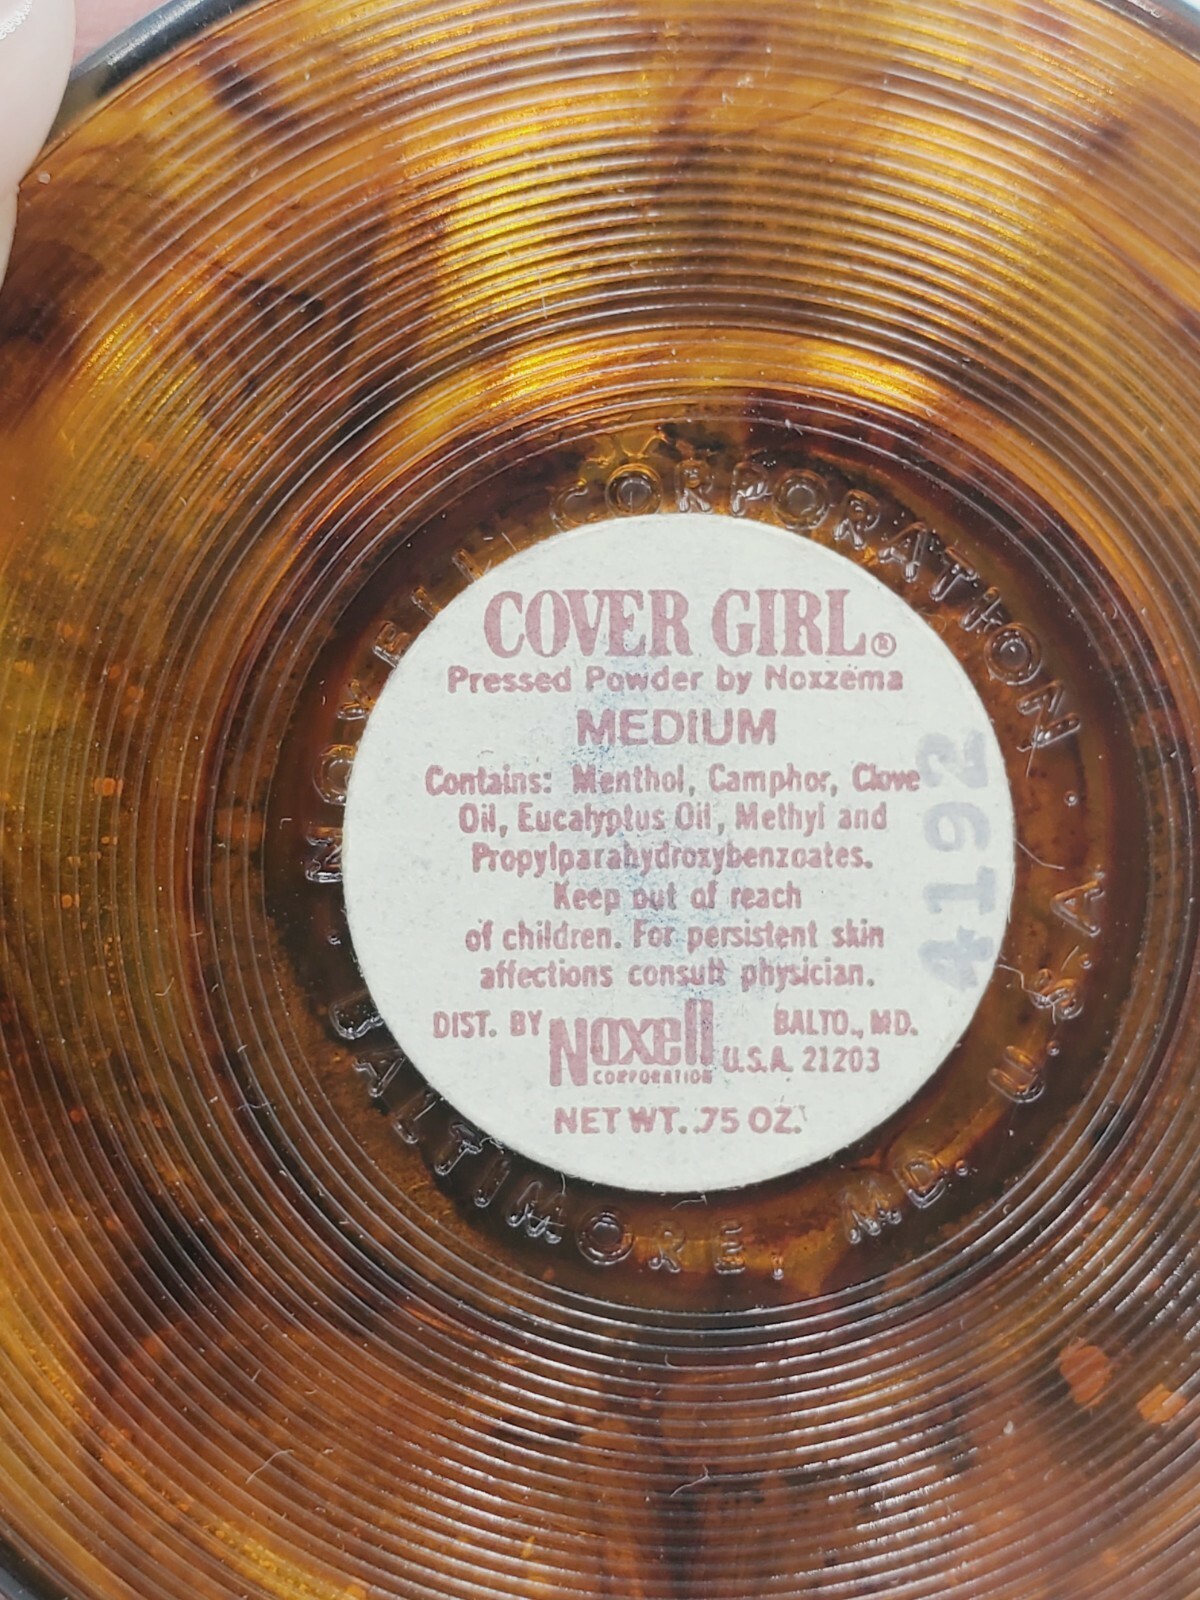 NOXELL CORPORATION . U.S.A.
. BALTIMORE, MD.
COVER GIRL®
Pressed Powder by Noxzema
MEDIUM
Contains: Menthol, Camphor, Clove
Oil, Eucalyptus Oil, Methyl and
Propylparahydroxybenzoates.
Keep out of reach
of children. For persistent skin
affections consult physician.
DIST. BY Noxell BALTO., MD.
CORPORATION U.S.A. 21203
NET WT. .75 OZ.
4192